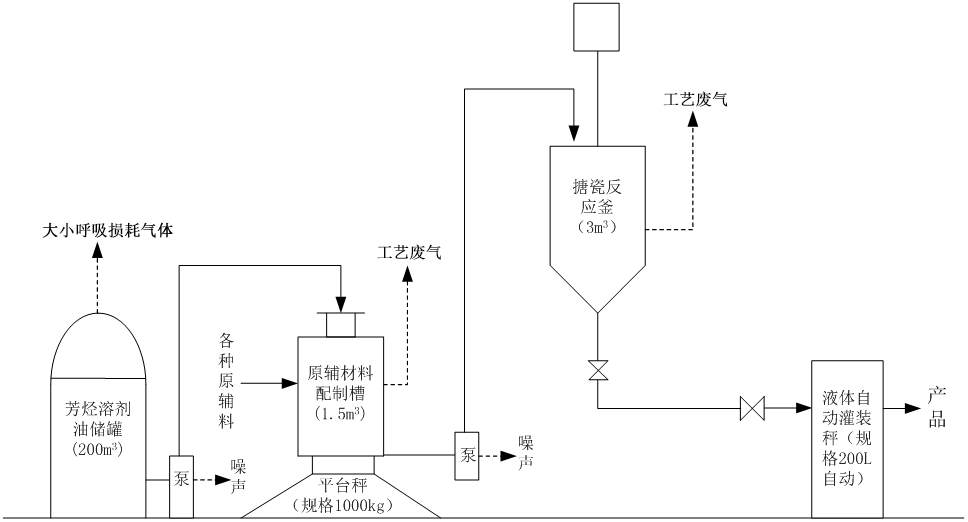 大小呼吸损耗气体
芳烃溶剂
油储罐
(200m³)
泵
噪
声
各
种
原
辅
料
工艺废气
原辅材料
配制槽
(1.5m³)
平台秤
(规格1000kg)
泵
噪
声
工艺废气
搪瓷反
应釜
(3m³)
液体自
动灌装
秤（规
格200L
自动）
产
品